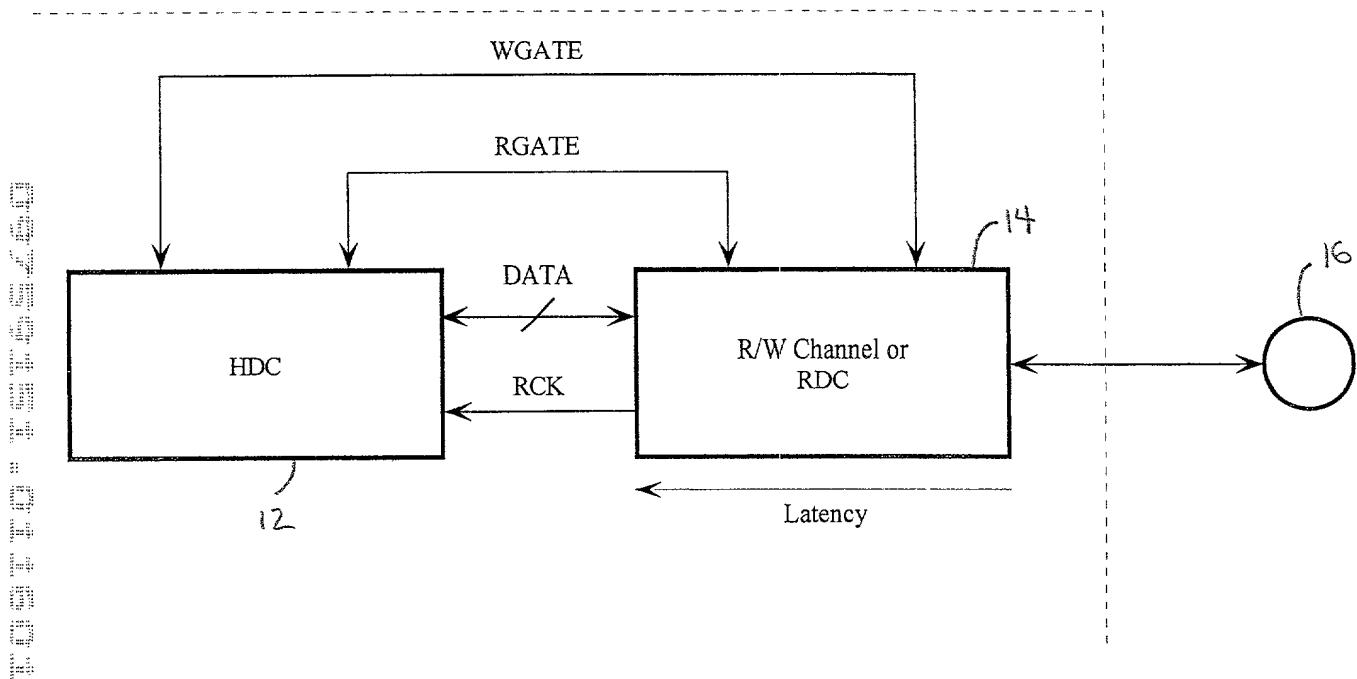 WGATE
RGATE
14
16
DATA
HDC
R/W Channel or
RDC
RCK
12
Latency